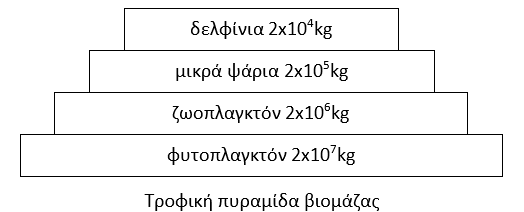 δελφίνια 2x10⁴kg
μικρά ψάρια 2x10⁵kg
ζωοπλαγκτόν 2x10⁶kg
φυτοπλαγκτόν 2x10⁷kg
Τροφική πυραμίδα βιομάζας